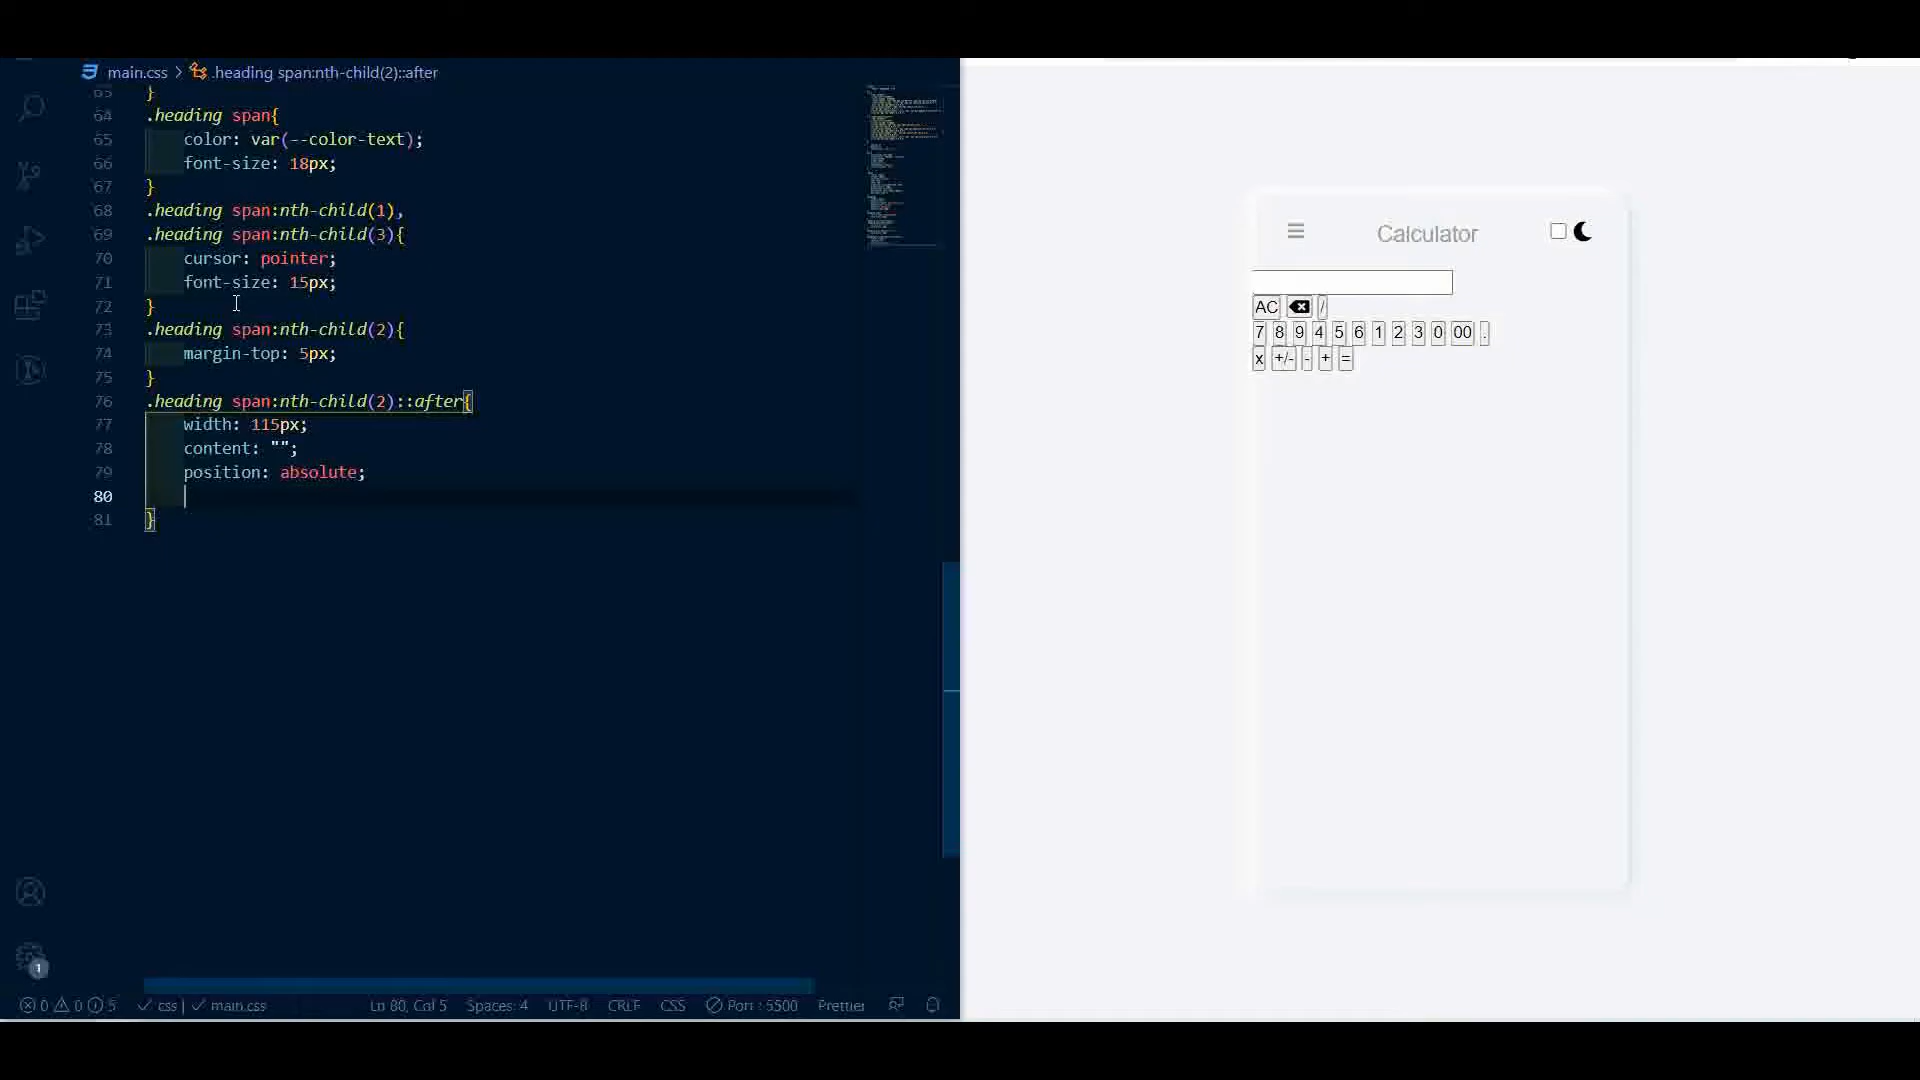 main.css > .heading span:nth-child(2)::after
63 }
64 .heading span{
65 color: var(--color-text);
66 font-size: 18px;
67 }
68 .heading span:nth-child(1),
69 .heading span:nth-child(3){
70 cursor: pointer;
71 font-size: 15px;
72 }
73 .heading span:nth-child(2){
74 margin-top: 5px;
75 }
76 .heading span:nth-child(2)::after{
77 width: 115px;
78 content: "";
79 position: absolute;
80
81 }
1
0 0 5 ✓ css | ✓ main.css Ln 80, Col 5 Spaces: 4 UTF-8 CRLF CSS Port : 5500 Prettier
Calculator
AC /
7 8 9 4 5 6 1 2 3 0 00 .
x +/- - + =